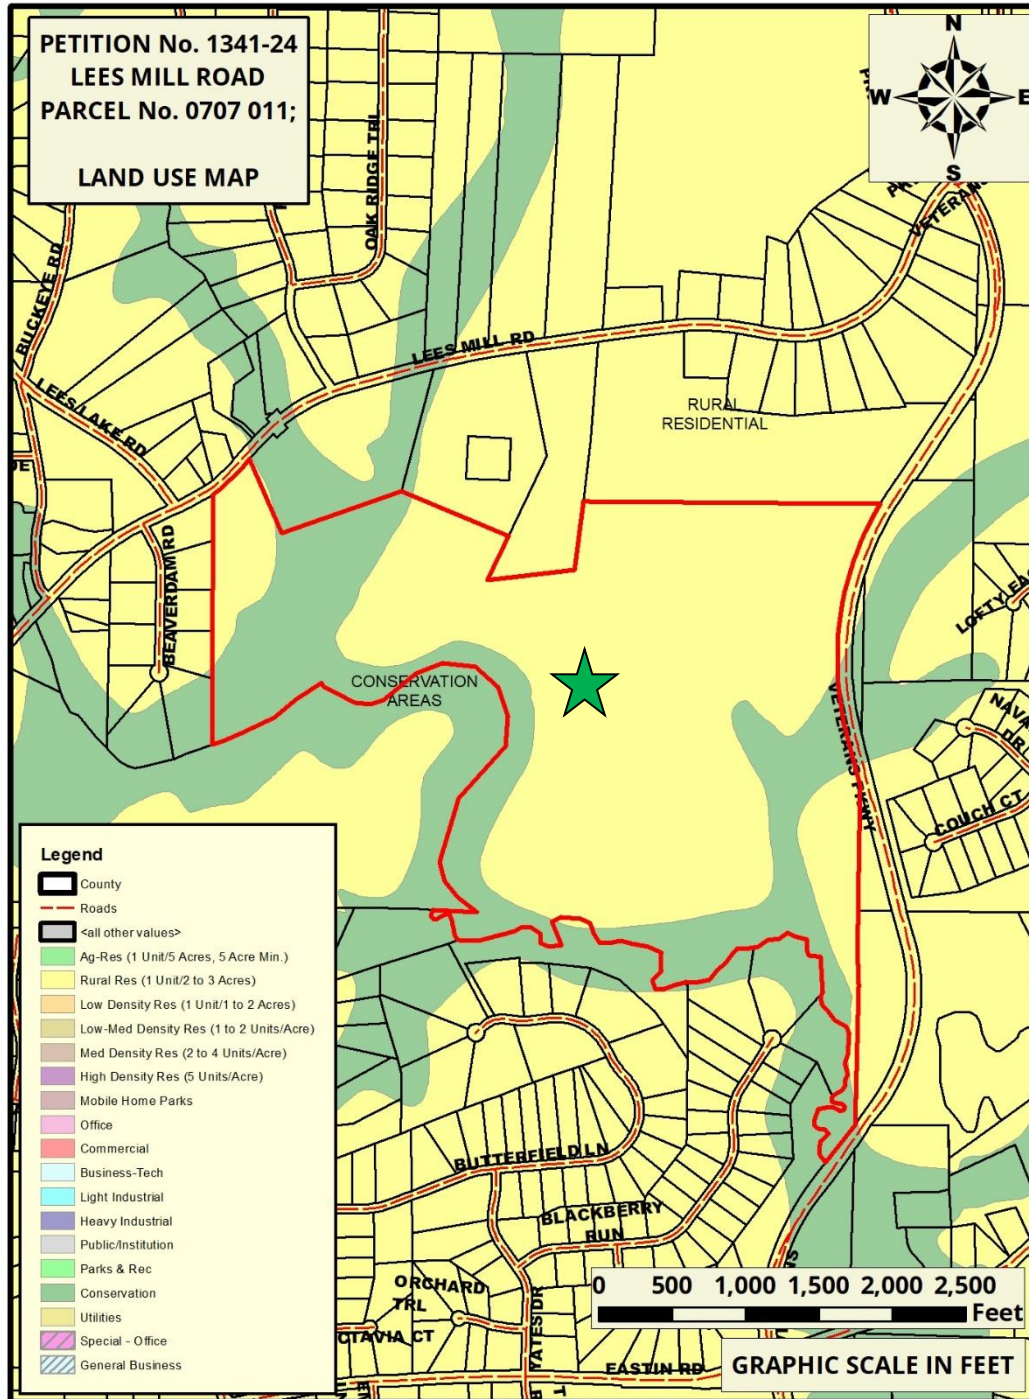 PETITION No. 1341-24
LEES MILL ROAD
PARCEL No. 0707 011;
LAND USE MAP
N
W
E
S
OAK RIDGE TRL
BUCKEYE RD
LEES LAKE RD
LEES MILL RD
VETERANS
RURAL
RESIDENTIAL
BEAVERDAM RD
CONSERVATION
AREAS
VETERANS PKWY
DR
COUCH CT
Legend
County
Roads
<all other values>
Ag-Res (1 Unit/5 Acres, 5 Acre Min.)
Rural Res (1 Unit/2 to 3 Acres)
Low Density Res (1 Unit/1 to 2 Acres)
Low-Med Density Res (1 to 2 Units/Acre)
Med Density Res (2 to 4 Units/Acre)
High Density Res (5 Units/Acre)
Mobile Home Parks
Office
Commercial
Business-Tech
Light Industrial
Heavy Industrial
Public/Institution
Parks & Rec
Conservation
Utilities
Special - Office
General Business
BUTTERFIELD LN
BLACKBERRY
RUN
ORCHARD
TRL
CTAVIA CT
YATES DR
EASTIN RD
0 500 1,000 1,500 2,000 2,500
Feet
GRAPHIC SCALE IN FEET